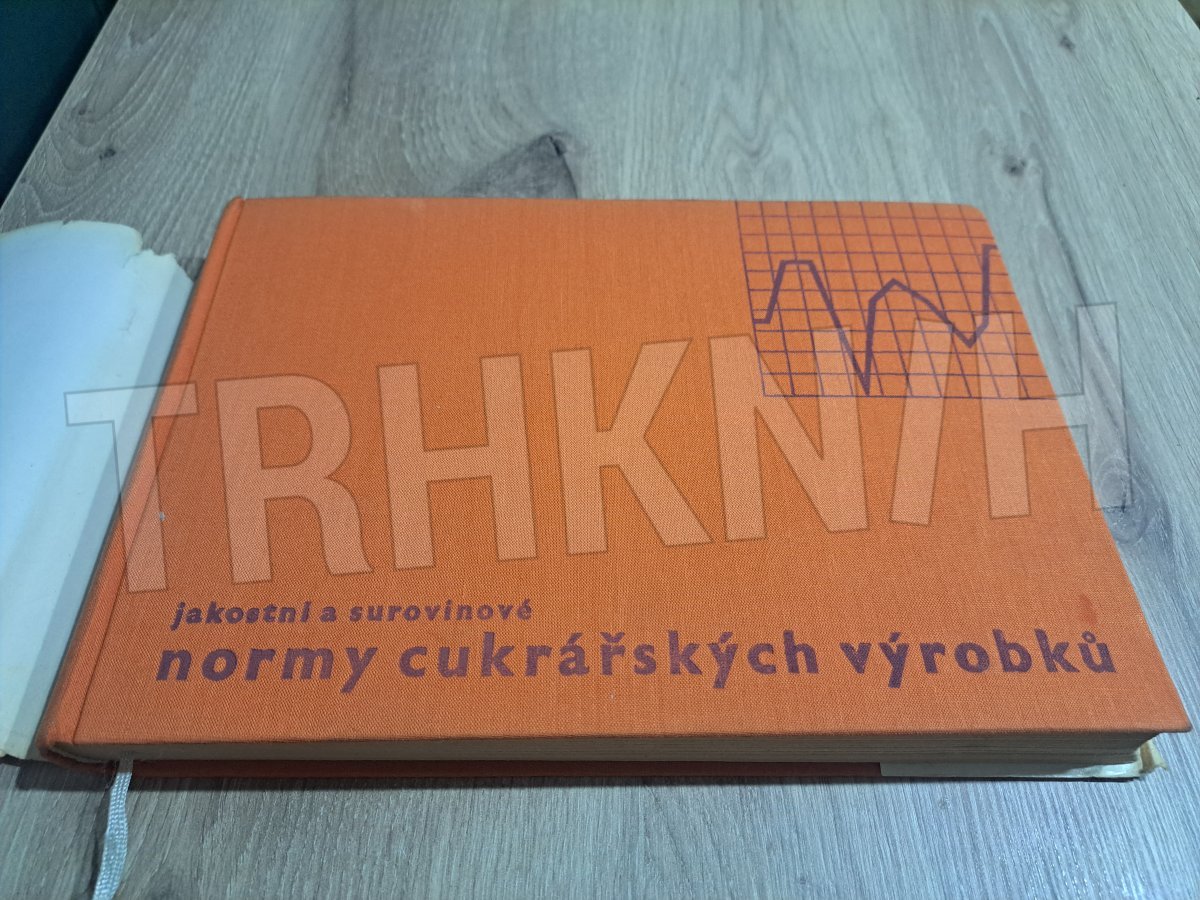 TRHKNIH
jakostní a surovinové
normy cukrářských výrobků